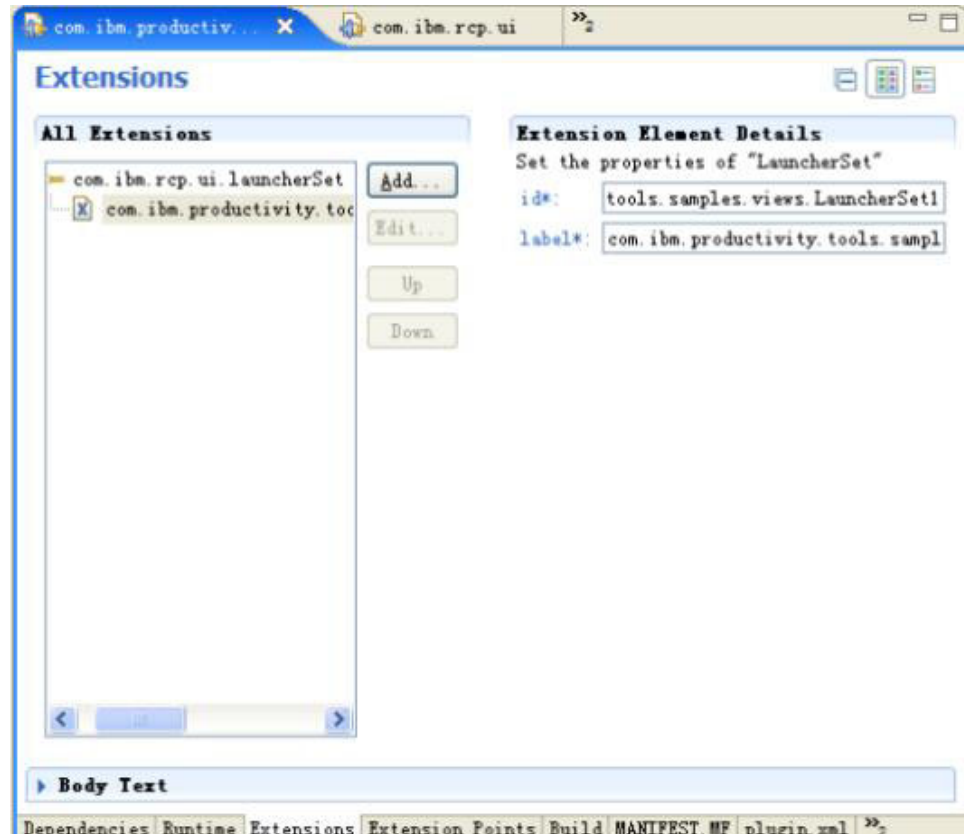 com.ibm.productiv... com.ibm.rcp.ui »2
Extensions
All Extensions
com.ibm.rcp.ui.launcherSet
com.ibm.productivity.too
Add...
Edit...
Up
Down
Extension Element Details
Set the properties of "LauncherSet"
id*: tools.samples.views.LauncherSet1
label*: com.ibm.productivity.tools.sampl
Body Text
Dependencies Runtime Extensions Extension Points Build MANIFEST.MF plugin.xml »2